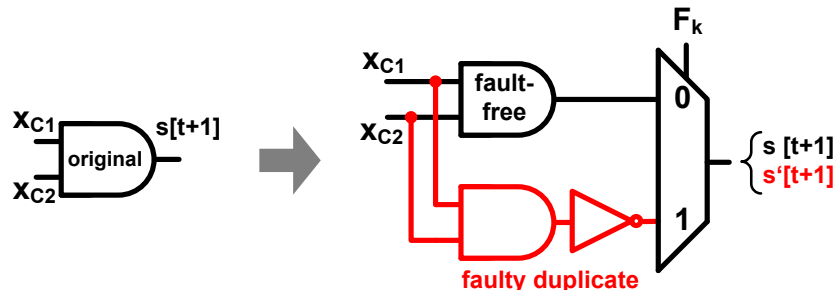 x_C1
x_C2
original
s[t+1]
x_C1
x_C2
fault-
free
faulty duplicate
F_k
0
1
s [t+1]
s‘[t+1]